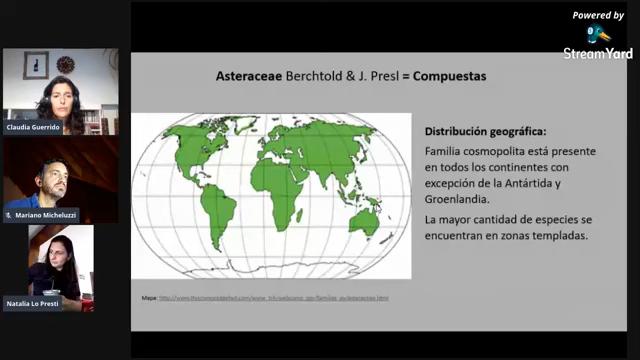 Powered by
StreamYard
Asteraceae Berchtold & J. Presl = Compuestas
Claudia Guerrido
Distribución geográfica:
Familia cosmopolita está presente
en todos los continentes con
excepción de la Antártida y
Groenlandia.
La mayor cantidad de especies se
encuentran en zonas templadas.
Mariano Micheluzzi
Natalia Lo Presti
Mapa: